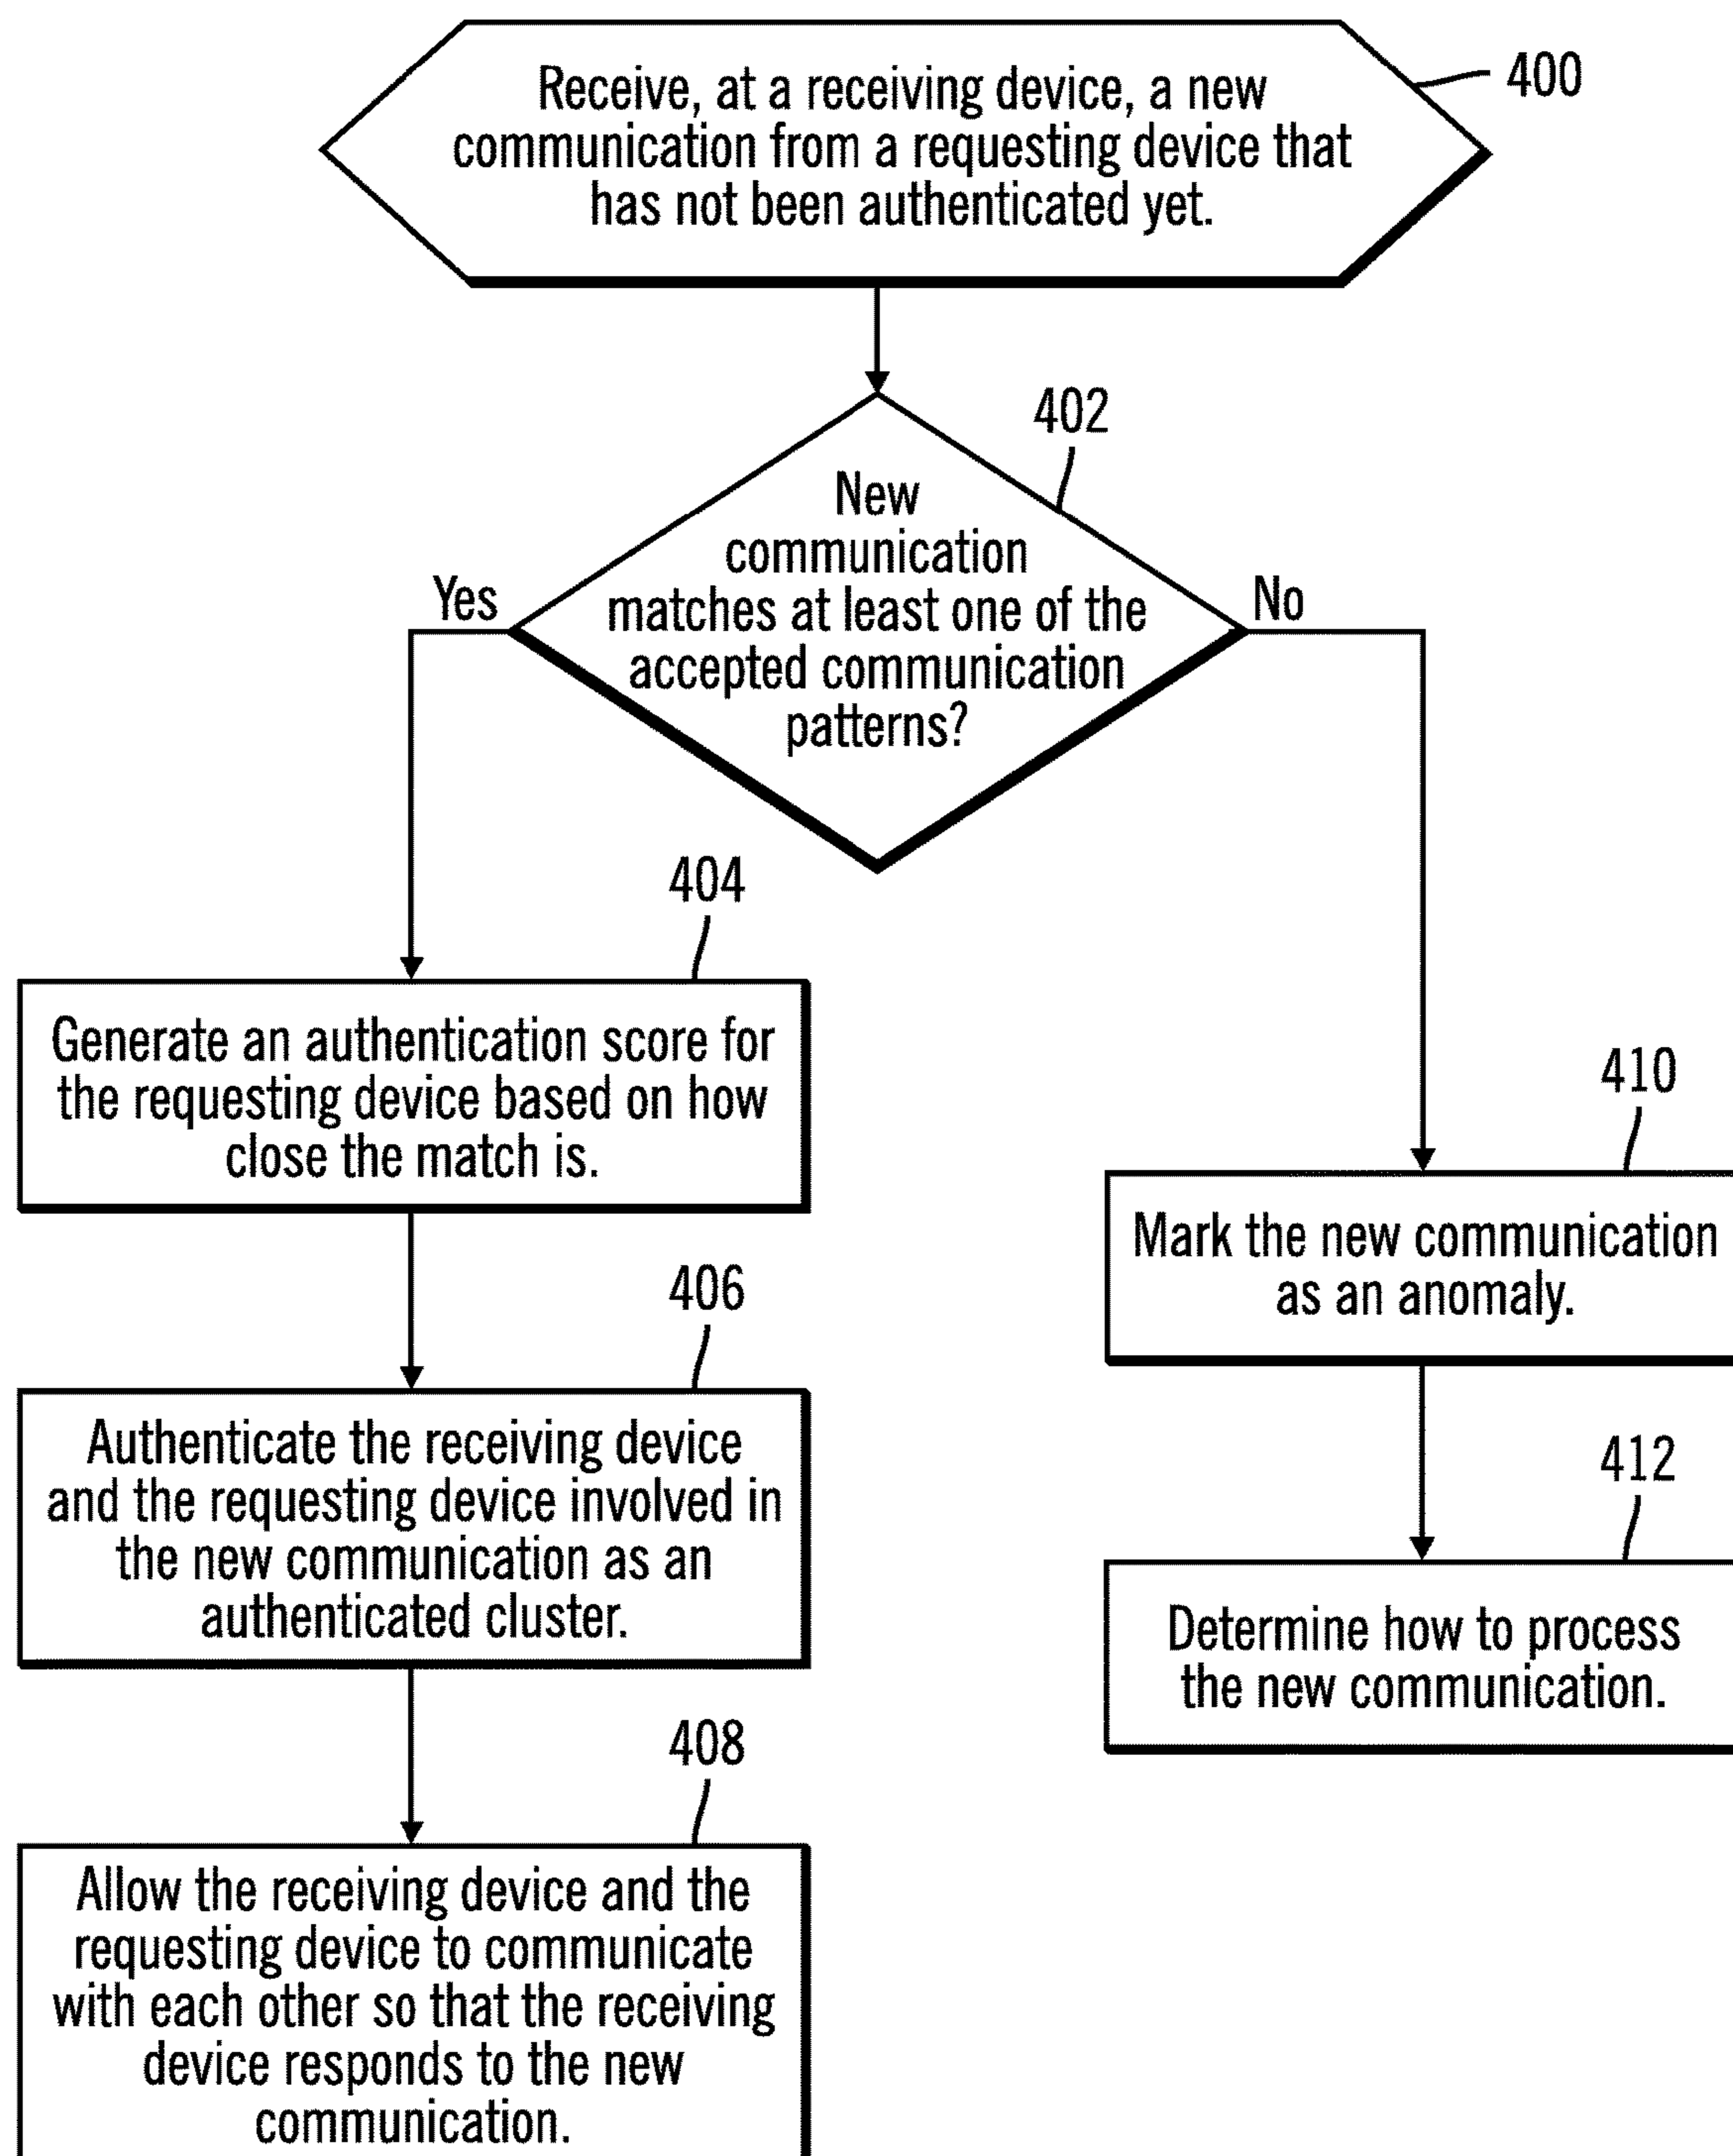 Receive, at a receiving device, a new
communication from a requesting device that
has not been authenticated yet.
400
402
New
communication
matches at least one of the
accepted communication
patterns?
Yes
No
404
Generate an authentication score for
the requesting device based on how
close the match is.
406
Authenticate the receiving device
and the requesting device involved in
the new communication as an
authenticated cluster.
408
Allow the receiving device and the
requesting device to communicate
with each other so that the receiving
device responds to the new
communication.
410
Mark the new communication
as an anomaly.
412
Determine how to process
the new communication.